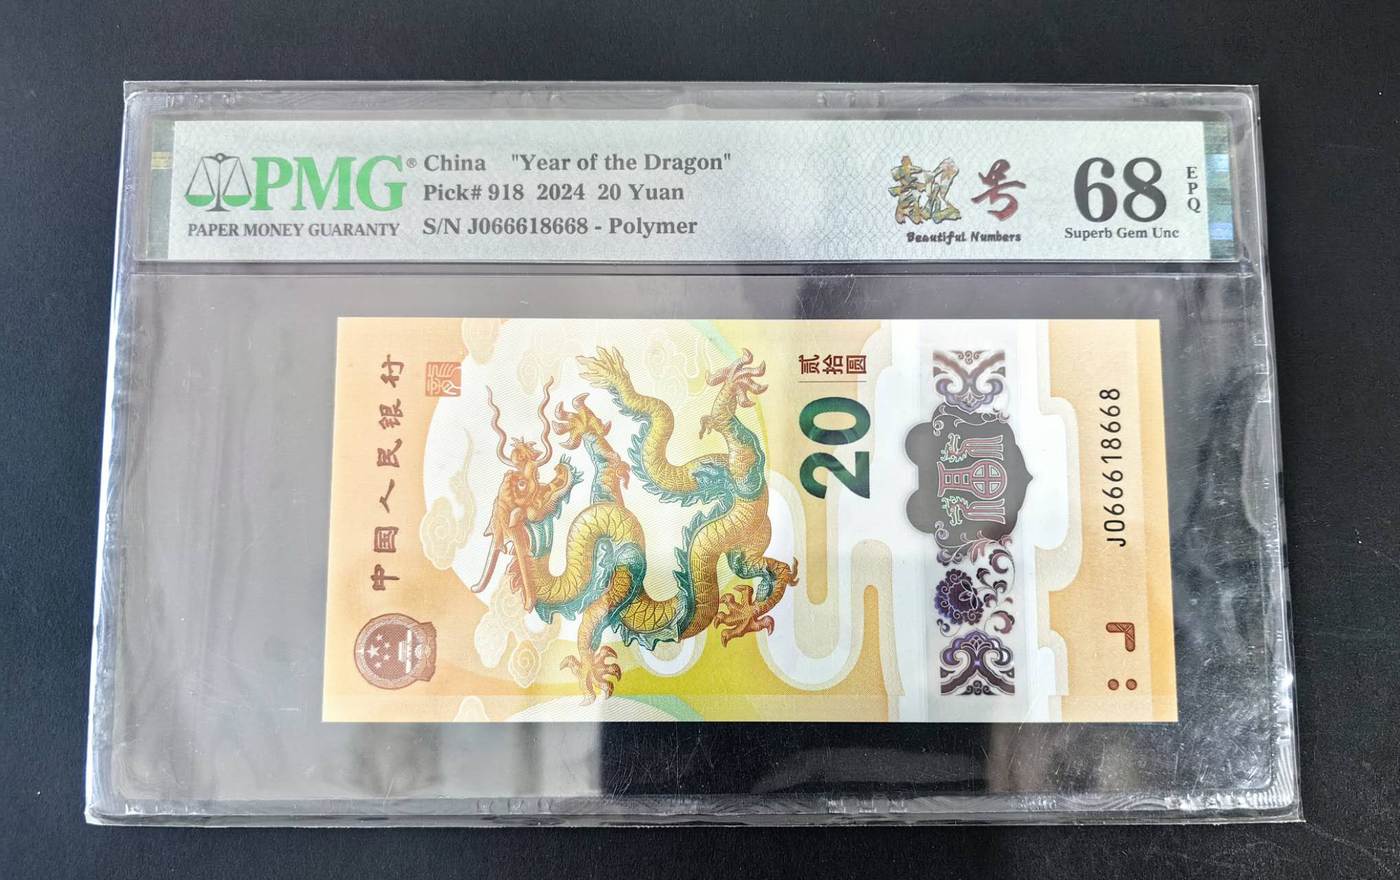 PMG®
PAPER MONEY GUARANTY
China "Year of the Dragon"
Pick# 918 2024 20 Yuan
S/N J066618668 - Polymer
靓号
Beautiful Numbers
68
EPQ
Superb Gem Unc
中国人民银行
贰拾圆
20
J066618668